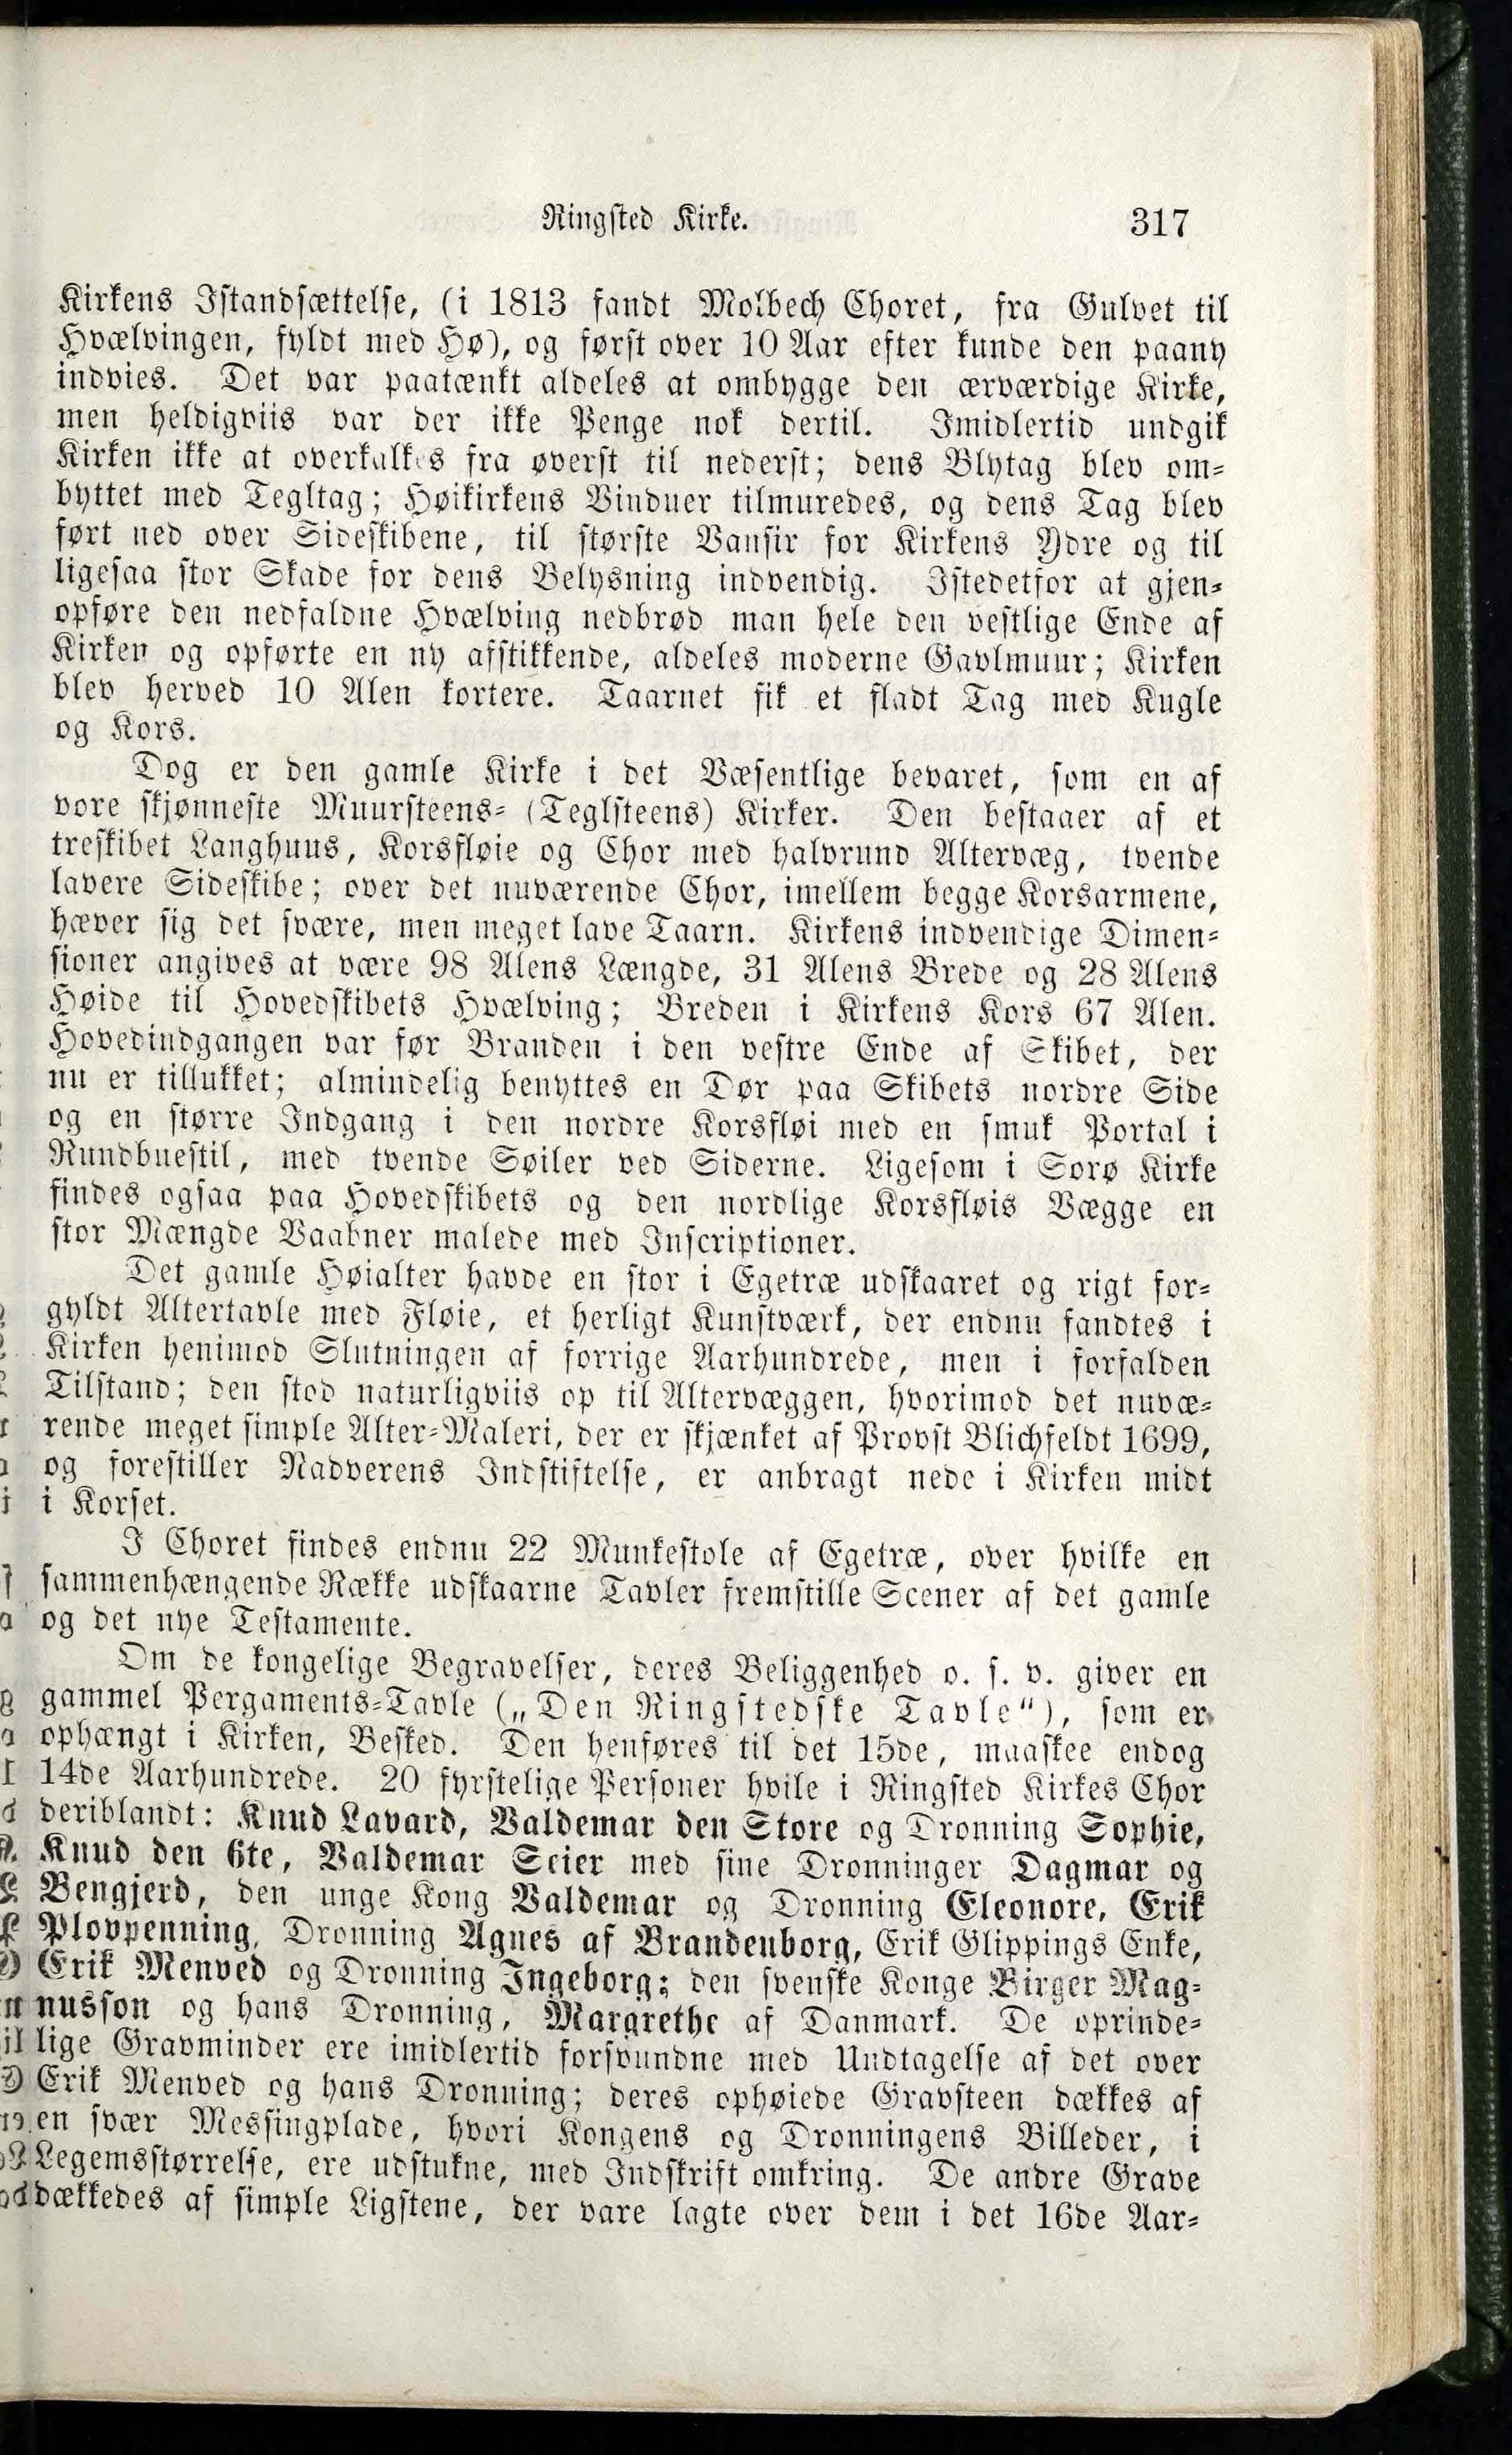 Ringsted Kirke. 317
Kirkens Istandsættelse, (i 1813 fandt Molbech Choret, fra Gulvet til
Hvælvingen, fyldt med Hø), og først over 10 Aar efter kunde den paany
indvies. Det var paatænkt aldeles at ombygge den ærværdige Kirke,
men heldigviis var der ikke Penge nok dertil. Imidlertid undgik
Kirken ikke at overkalkes fra øverst til nederst; dens Blytag blev om-
byttet med Tegltag; Høikirkens Vinduer tilmuredes, og dens Tag blev
ført ned over Sideskibene, til største Vansir for Kirkens Ydre og til
ligesaa stor Skade for dens Belysning indvendig. Istedetfor at gjen-
opføre den nedfaldne Hvælving nedbrød man hele den vestlige Ende af
Kirken og opførte en ny afstikkende, aldeles moderne Gavlmuur; Kirken
blev herved 10 Alen kortere. Taarnet fik et fladt Tag med Kugle
og Kors.
Dog er den gamle Kirke i det Væsentlige bevaret, som en af
vore skjønneste Muursteens- (Teglsteens) Kirker. Den bestaaer af et
treskibet Langhuus, Korsfløie og Chor med halvrund Altervæg, tvende
lavere Sideskibe; over det nuværende Chor, imellem begge Korsarmene,
hæver sig det svære, men meget lave Taarn. Kirkens indvendige Dimen-
sioner angives at være 98 Alens Længde, 31 Alens Brede og 28 Alens
Høide til Hovedskibets Hvælving; Breden i Kirkens Kors 67 Alen.
Hovedindgangen var før Branden i den vestre Ende af Skibet, der
nu er tillukket; almindelig benyttes en Dør paa Skibets nordre Side
og en større Indgang i den nordre Korsfløi med en smuk Portal i
Rundbuestil, med tvende Søiler ved Siderne. Ligesom i Sorø Kirke
findes ogsaa paa Hovedskibets og den nordlige Korsfløis Vægge en
stor Mængde Vaabner malede med Inscriptioner.
Det gamle Høialter havde en stor i Egetræ udskaaret og rigt for-
gyldt Altertavle med Fløie, et herligt Kunstværk, der endnu fandtes i
Kirken henimod Slutningen af forrige Aarhundrede, men i forfalden
Tilstand; den stod naturligviis op til Altervæggen, hvorimod det nuvæ-
rende meget simple Alter-Maleri, der er skjænket af Provst Blichfeldt 1699,
og forestiller Nadverens Indstiftelse, er anbragt nede i Kirken midt
i Korset.
I Choret findes endnu 22 Munkestole af Egetræ, over hvilke en
sammenhængende Række udskaarne Tavler fremstille Scener af det gamle
og det nye Testamente.
Om de kongelige Begravelser, deres Beliggenhed o. s. v. giver en
gammel Pergaments-Tavle („Den Ringstedske Tavle"), som er
ophængt i Kirken, Besked. Den henføres til det 15de, maaskee endog
14de Aarhundrede. 20 fyrstelige Personer hvile i Ringsted Kirkes Chor
deriblandt: Knud Lavard, Valdemar den Store og Dronning Sophie,
Knud den 6te, Valdemar Seier med sine Dronninger Dagmar og
Bengjerd, den unge Kong Valdemar og Dronning Eleonore, Erik
Plovpenning, Dronning Agnes af Brandenborg, Erik Glippings Enke,
Erik Menved og Dronning Ingeborg; den svenske Konge Birger Mag-
nusson og hans Dronning, Margrethe af Danmark. De oprinde-
lige Gravminder ere imidlertid forsvundne med Undtagelse af det over
Erik Menved og hans Dronning; deres ophøiede Gravsteen dækkes af
en svær Messingplade, hvori Kongens og Dronningens Billeder, i
Legemsstørrelse, ere udstukne, med Indskrift omkring. De andre Grave
dækkedes af simple Ligstene, der vare lagte over dem i det 16de Aar-